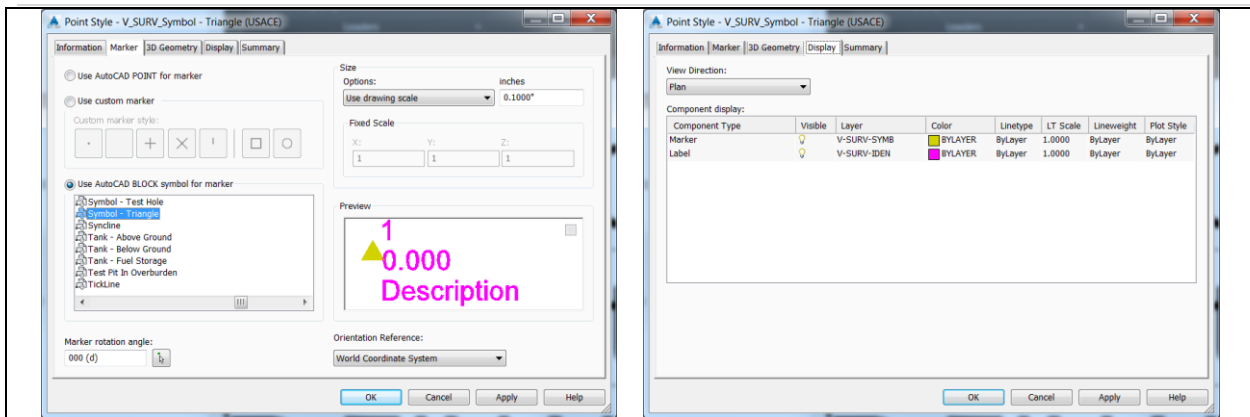 Point Style - V_SURV_Symbol - Triangle (USACE)
Information Marker 3D Geometry Display Summary
Use AutoCAD POINT for marker
Use custom marker
Custom marker style:
Use AutoCAD BLOCK symbol for marker
Symbol - Test Hole
Symbol - Triangle
Syncline
Tank - Above Ground
Tank - Below Ground
Tank - Fuel Storage
Test Pit In Overburden
TickLine
Marker rotation angle:
000 (d)
Size
Options: inches
Use drawing scale 0.1000"
Fixed Scale
X: Y: Z:
1 1 1
Preview
1
0.000
Description
Orientation Reference:
World Coordinate System
OK Cancel Apply Help
Point Style - V_SURV_Symbol - Triangle (USACE)
Information Marker 3D Geometry Display Summary
View Direction:
Plan
Component display:
Component Type Visible Layer Color Linetype LT Scale Lineweight Plot Style
Marker V-SURV-SYMB BYLAYER ByLayer 1.0000 ByLayer ByLayer
Label V-SURV-IDEN BYLAYER ByLayer 1.0000 ByLayer ByLayer
OK Cancel Apply Help